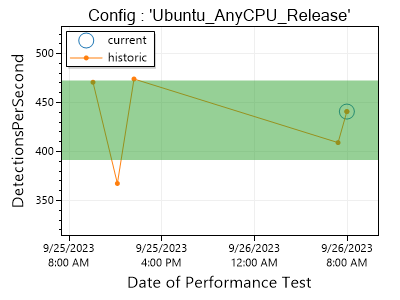 Config : 'Ubuntu_AnyCPU_Release'
current
historic
DetectionsPerSecond
500
450
400
350
9/25/2023
8:00 AM
9/25/2023
4:00 PM
9/26/2023
12:00 AM
9/26/2023
8:00 AM
Date of Performance Test